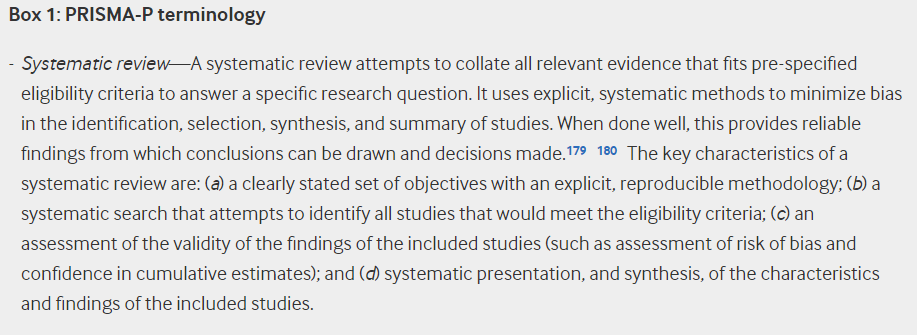 Box 1: PRISMA-P terminology
- Systematic review—A systematic review attempts to collate all relevant evidence that fits pre-specified
eligibility criteria to answer a specific research question. It uses explicit, systematic methods to minimize bias
in the identification, selection, synthesis, and summary of studies. When done well, this provides reliable
findings from which conclusions can be drawn and decisions made.179 180 The key characteristics of a
systematic review are: (a) a clearly stated set of objectives with an explicit, reproducible methodology; (b) a
systematic search that attempts to identify all studies that would meet the eligibility criteria; (c) an
assessment of the validity of the findings of the included studies (such as assessment of risk of bias and
confidence in cumulative estimates); and (d) systematic presentation, and synthesis, of the characteristics
and findings of the included studies.